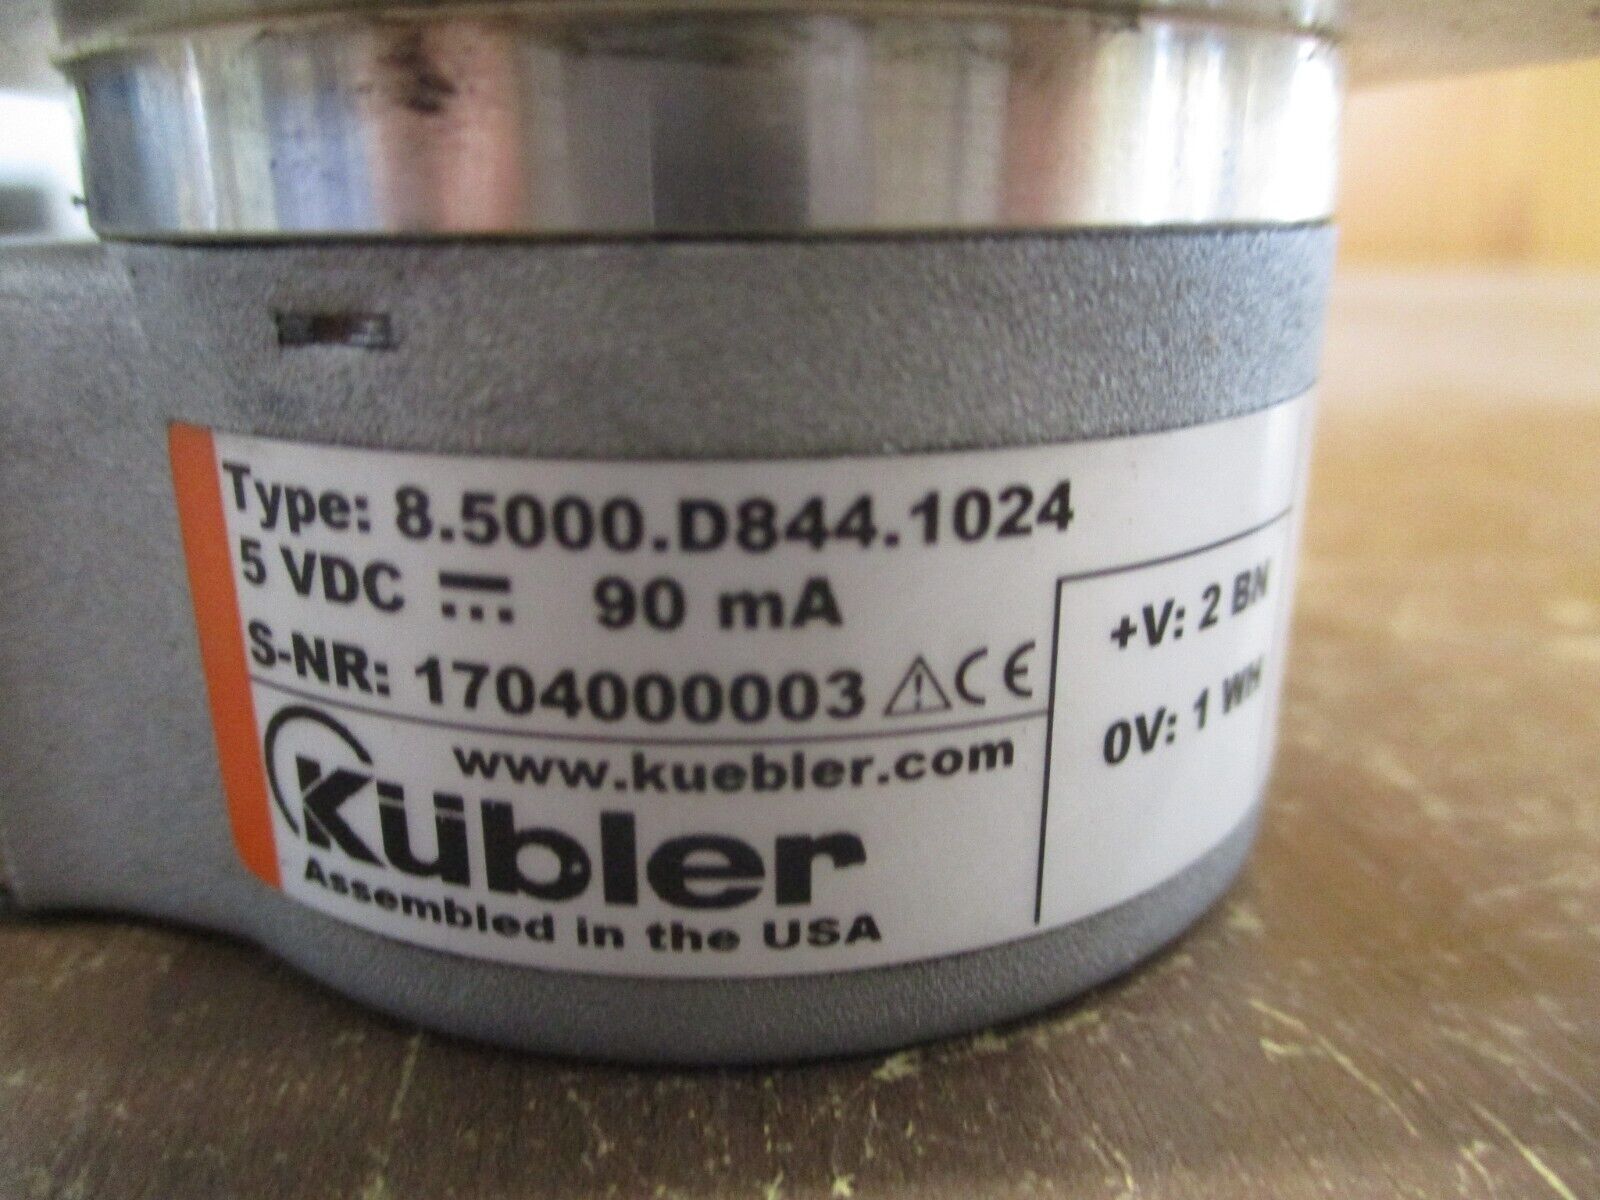 Type: 8.5000.D844.1024
5 VDC ⎓ 90 mA
S-NR: 1704000003 ⚠ CE
www.kuebler.com
Kübler
Assembled in the USA
+V: 2 BN
0V: 1 WH